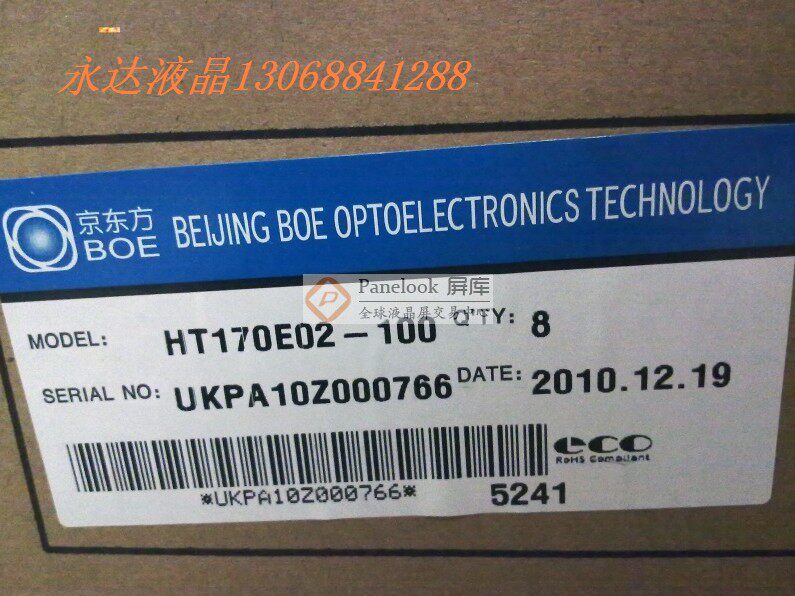 永达液晶13068841288
京东方
BOE
BEIJING BOE OPTOELECTRONICS TECHNOLOGY
Panelook 屏库
全球液晶屏交易中心
MODEL: HT170E02-100 Q'TY: 8
SERIAL NO: UKPA10Z000766 DATE: 2010.12.19
*UKPA10Z000766* 5241
eco
RoHS Compliant